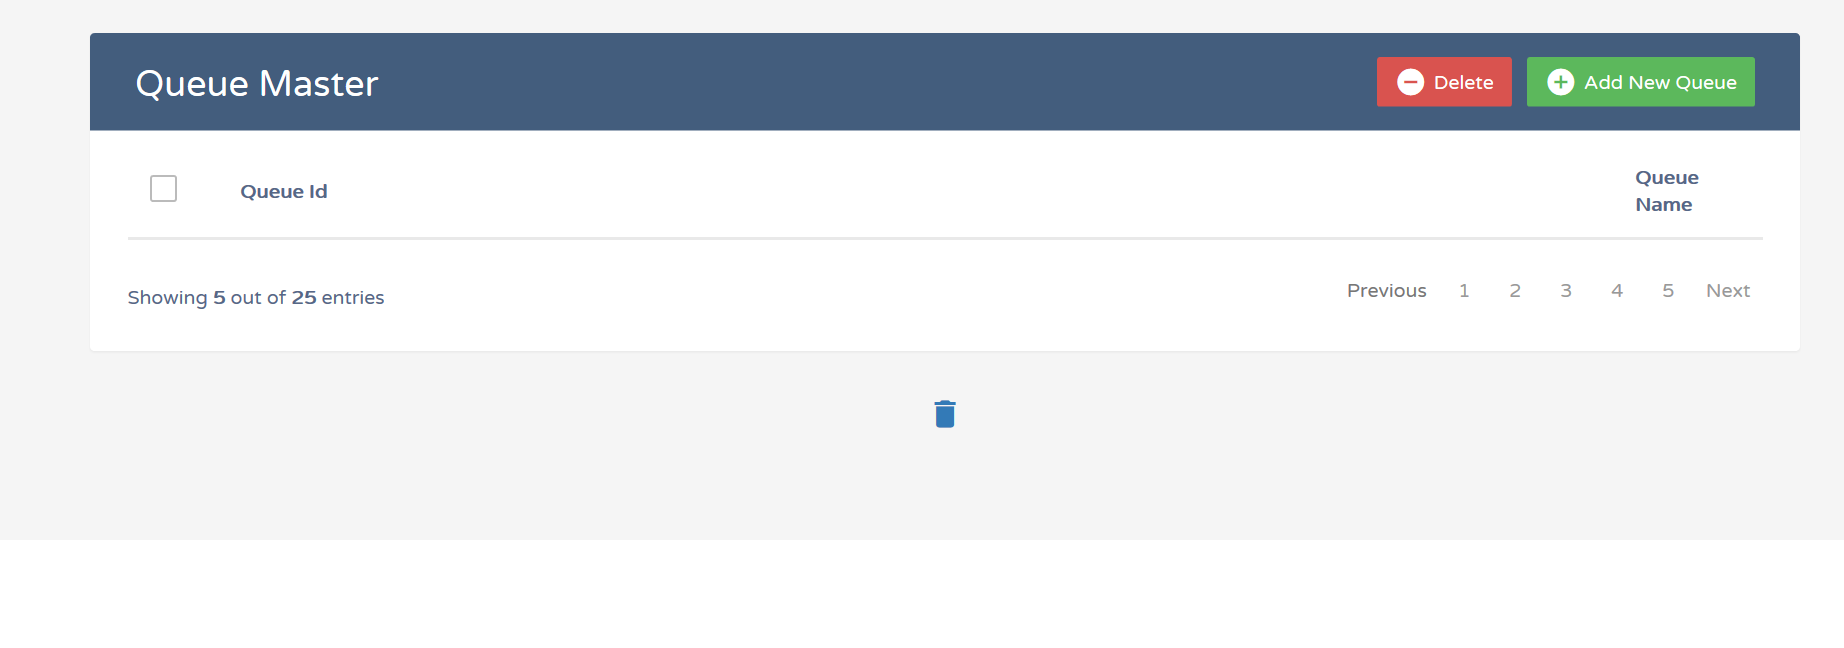 Queue Master
Delete
Add New Queue
Queue Id
Queue
Name
Showing 5 out of 25 entries
Previous 1 2 3 4 5 Next